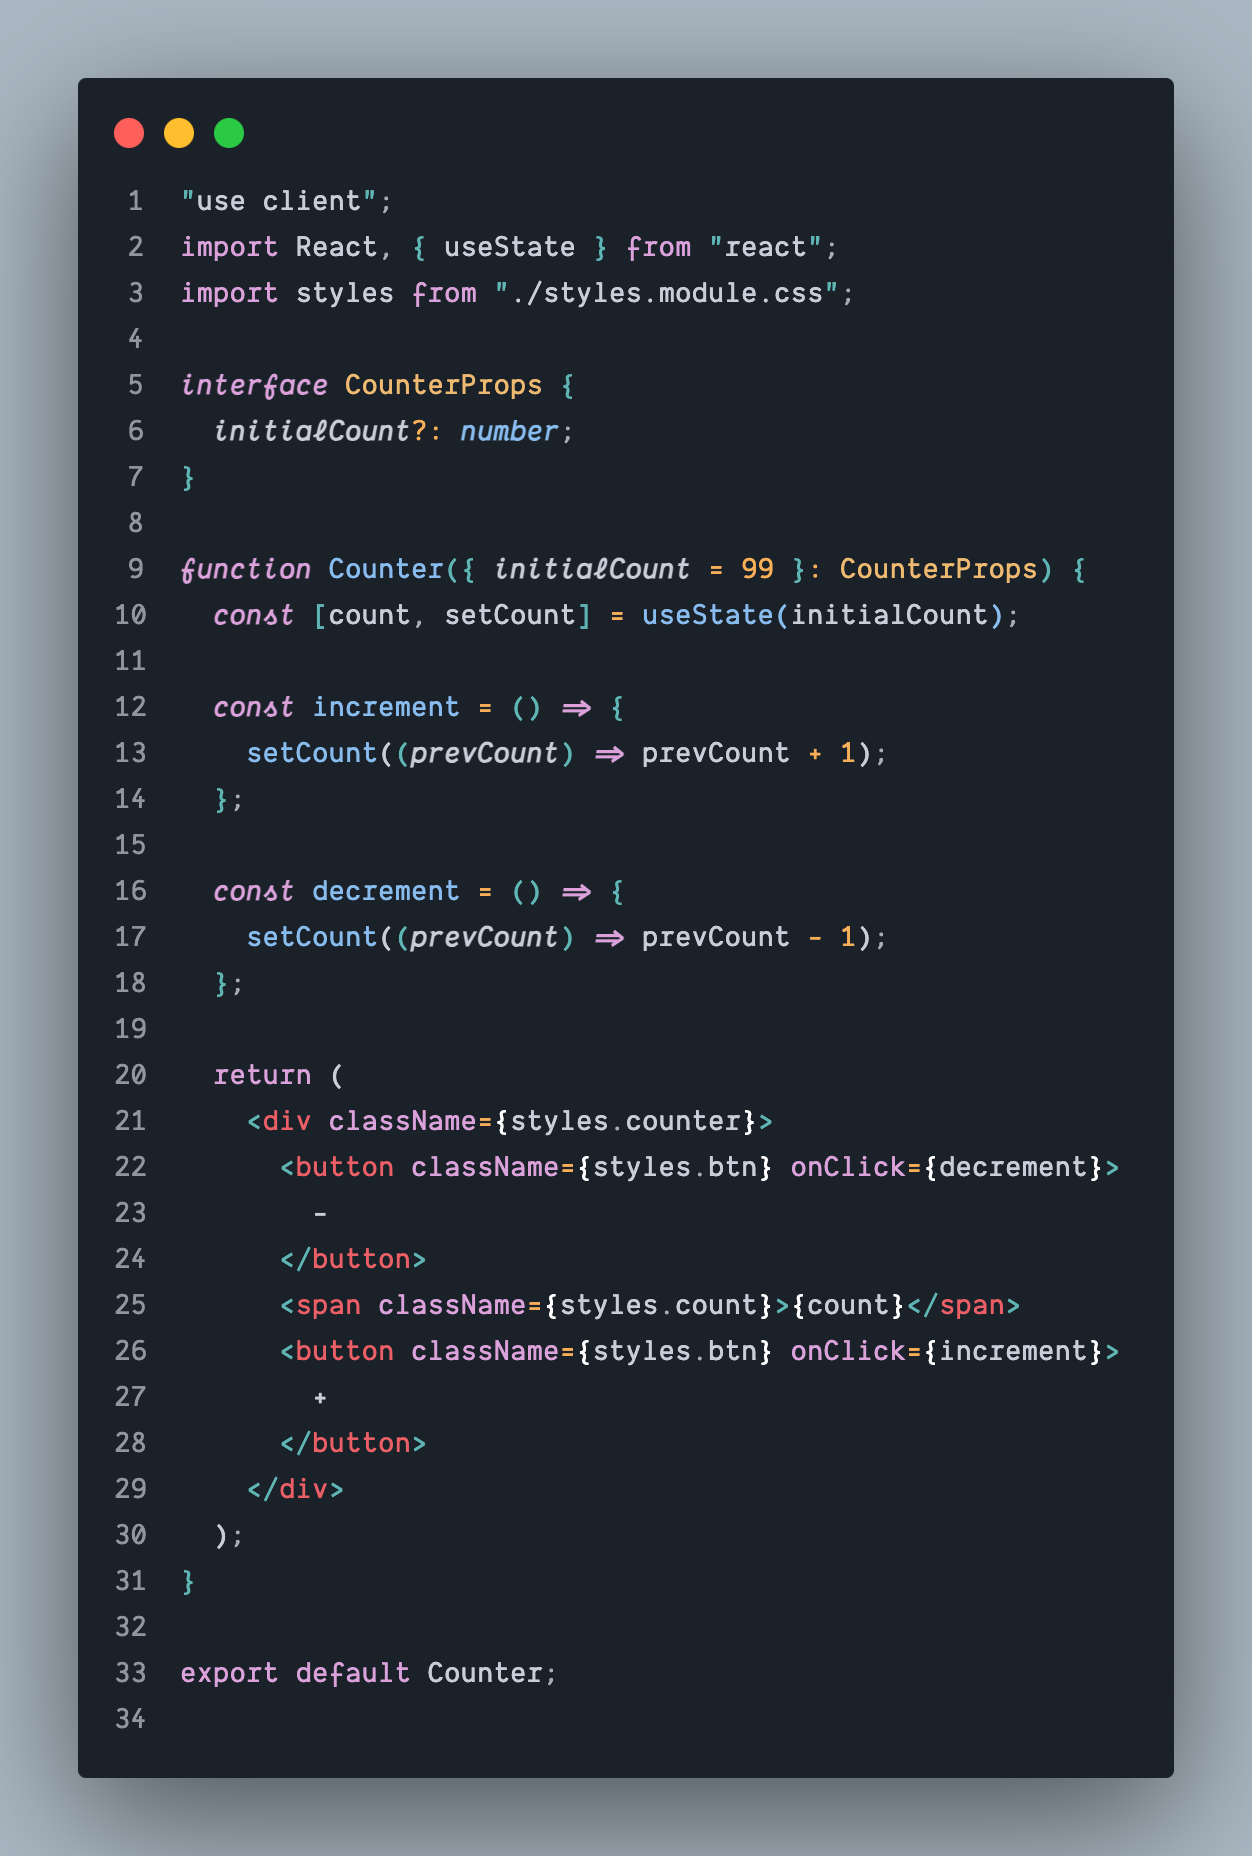 1 "use client";
2 import React, { useState } from "react";
3 import styles from "./styles.module.css";
4
5 interface CounterProps {
6   initialCount?: number;
7 }
8
9 function Counter({ initialCount = 99 }: CounterProps) {
10   const [count, setCount] = useState(initialCount);
11
12   const increment = () => {
13     setCount((prevCount) => prevCount + 1);
14   };
15
16   const decrement = () => {
17     setCount((prevCount) => prevCount - 1);
18   };
19
20   return (
21     <div className={styles.counter}>
22       <button className={styles.btn} onClick={decrement}>
23         -
24       </button>
25       <span className={styles.count}>{count}</span>
26       <button className={styles.btn} onClick={increment}>
27         +
28       </button>
29     </div>
30   );
31 }
32
33 export default Counter;
34